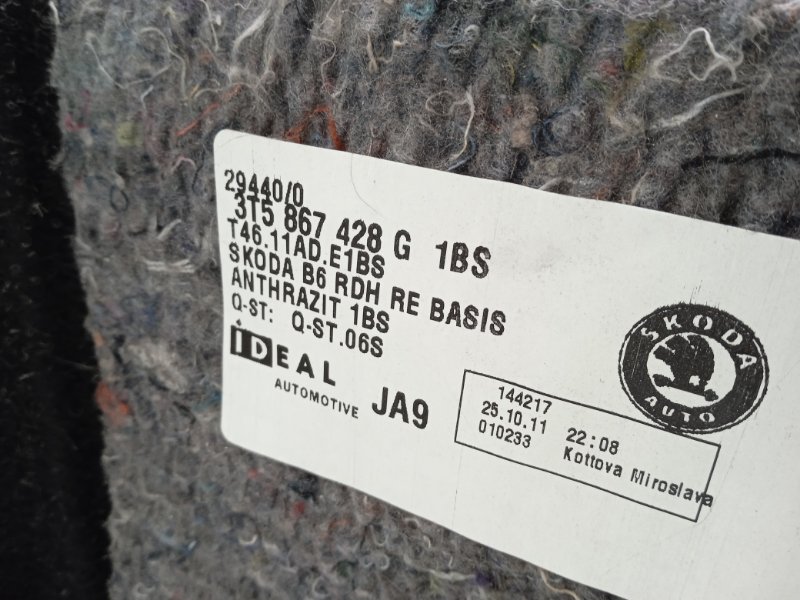 29440/0
3T5 867 428 G 1BS
T46.11AD.E1BS
SKODA B6 RDH RE BASIS
ANTHRAZIT 1BS
Q-ST: Q-ST.06S
iDEAL
AUTOMOTIVE JA9
SKODA
AUTO
144217
25.10.11 22:08
010233 Kottova Miroslava